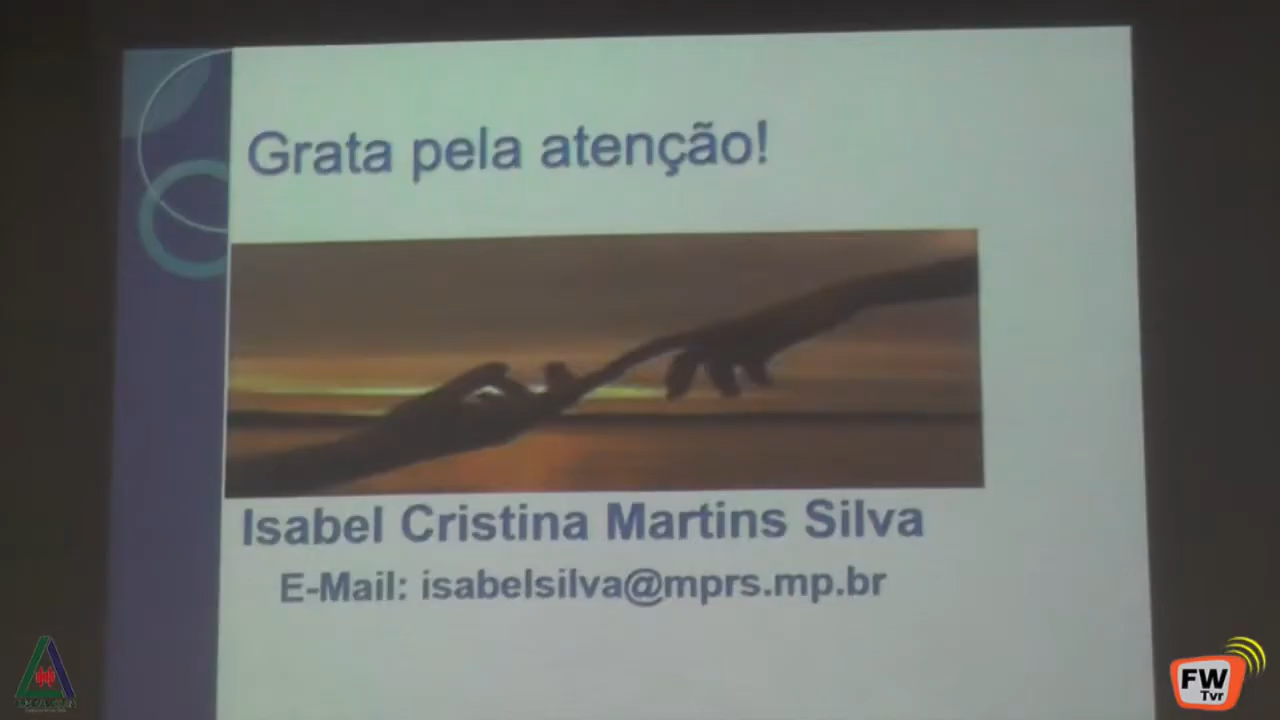 Grata pela atenção!
Isabel Cristina Martins Silva
E-Mail: isabelsilva@mprs.mp.br
FW
Tvr